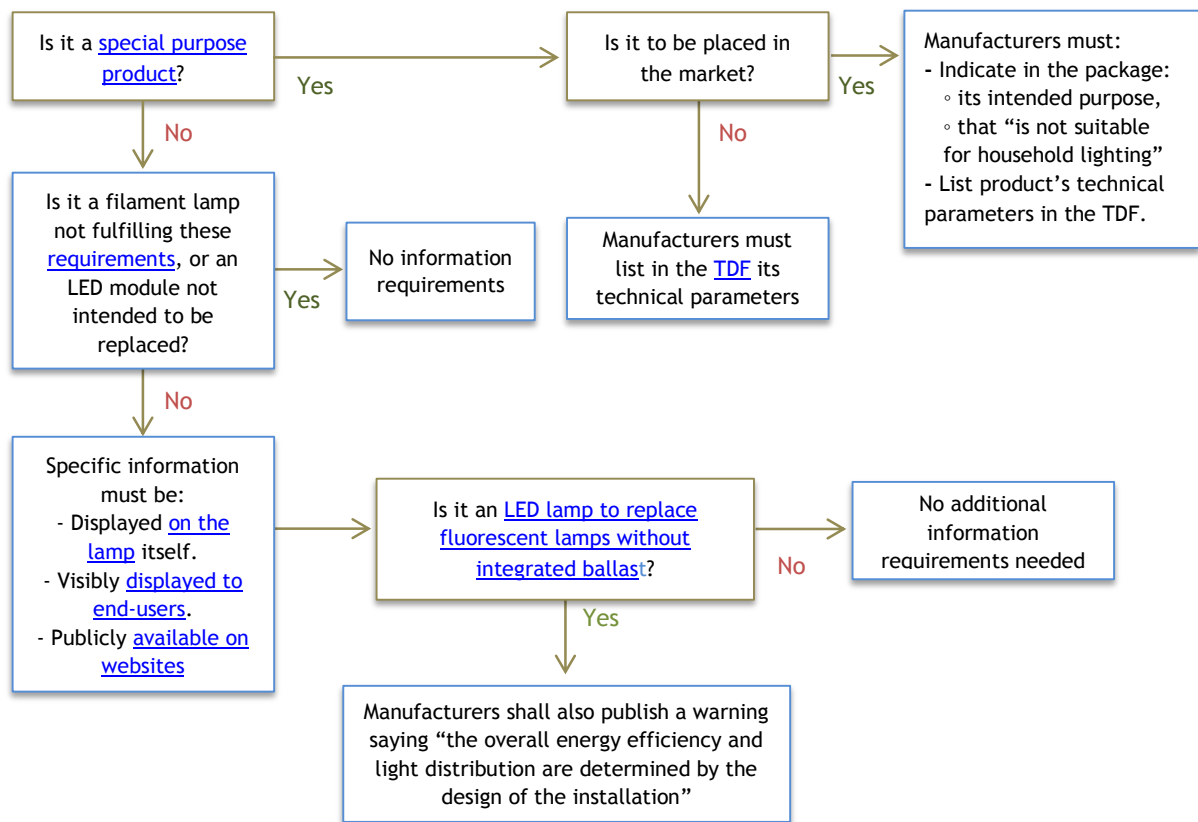 Is it a special purpose
product?
Yes
No
Is it to be placed in
the market?
Yes
No
Manufacturers must:
- Indicate in the package:
◦ its intended purpose,
◦ that “is not suitable
for household lighting”
- List product’s technical
parameters in the TDF.
Is it a filament lamp
not fulfilling these
requirements, or an
LED module not
intended to be
replaced?
Yes
No
No information
requirements
Manufacturers must
list in the TDF its
technical parameters
Specific information
must be:
- Displayed on the
lamp itself.
- Visibly displayed to
end-users.
- Publicly available on
websites
Is it an LED lamp to replace
fluorescent lamps without
integrated ballast?
No
Yes
No additional
information
requirements needed
Manufacturers shall also publish a warning
saying “the overall energy efficiency and
light distribution are determined by the
design of the installation”